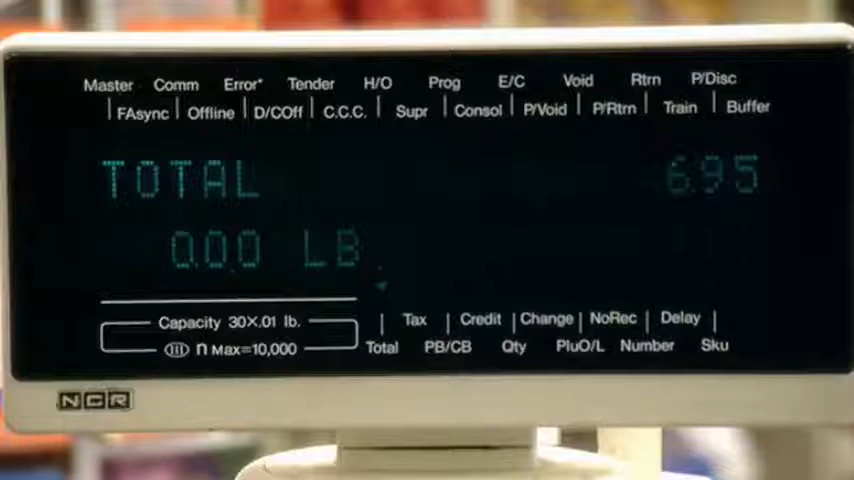 Master Comm Error* Tender H/O Prog E/C Void Rtrn P/Disc
FAsync Offline D/COff C.C.C. Supr Consol P/Void P/Rtrn Train Buffer
TOTAL 6.95
0.00 LB
Capacity 30X.01 lb.
III n Max=10,000
Tax Credit Change NoRec Delay
Total PB/CB Qty PluO/L Number Sku
NCR